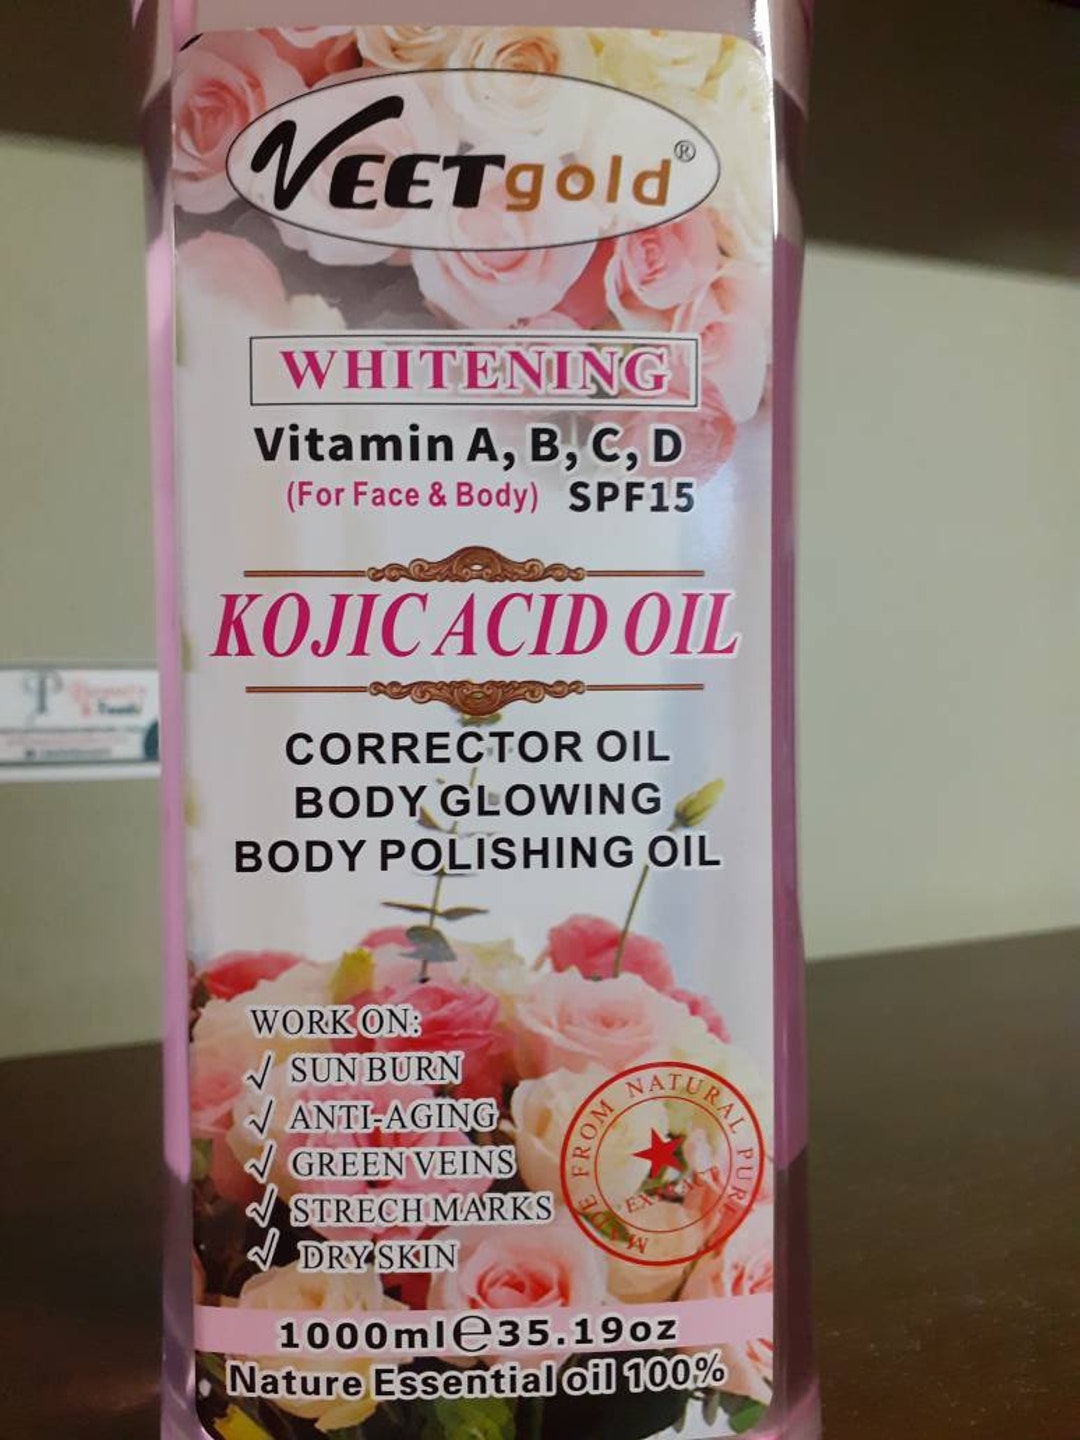 VEETgold®
WHITENING
Vitamin A, B, C, D
(For Face & Body) SPF15
KOJIC ACID OIL
CORRECTOR OIL
BODY GLOWING
BODY POLISHING OIL
WORK ON:
√ SUN BURN
√ ANTI-AGING
√ GREEN VEINS
√ STRECH MARKS
√ DRY SKIN
MADE FROM NATURAL PURE
EXTRACT
1000ml℮35.19oz
Nature Essential oil 100%